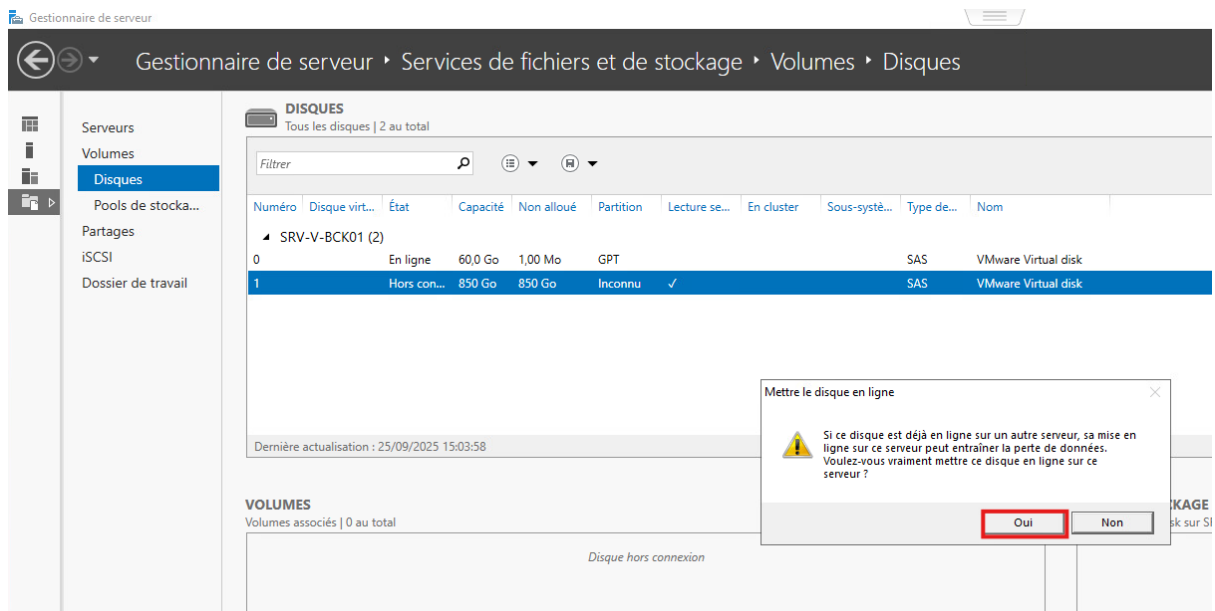 Gestionnaire de serveur
Gestionnaire de serveur ‣ Services de fichiers et de stockage ‣ Volumes ‣ Disques
Serveurs
Volumes
Disques
Pools de stocka...
Partages
iSCSI
Dossier de travail
DISQUES
Tous les disques | 2 au total
Filtrer
Numéro Disque virt... État Capacité Non alloué Partition Lecture se... En cluster Sous-systè... Type de... Nom
SRV-V-BCK01 (2)
0 En ligne 60,0 Go 1,00 Mo GPT SAS VMware Virtual disk
1 Hors con... 850 Go 850 Go Inconnu ✓ SAS VMware Virtual disk
Dernière actualisation : 25/09/2025 15:03:58
Mettre le disque en ligne
Si ce disque est déjà en ligne sur un autre serveur, sa mise en
ligne sur ce serveur peut entraîner la perte de données.
Voulez-vous vraiment mettre ce disque en ligne sur ce
serveur ?
Oui Non
VOLUMES
Volumes associés | 0 au total
Disque hors connexion
KAGE
sk sur S